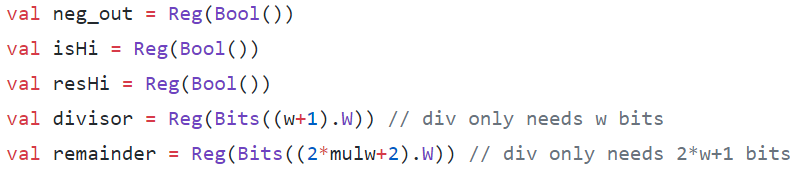 val neg_out = Reg(Bool())
val isHi = Reg(Bool())
val resHi = Reg(Bool())
val divisor = Reg(Bits((w+1).W)) // div only needs w bits
val remainder = Reg(Bits((2*mulw+2).W)) // div only needs 2*w+1 bits